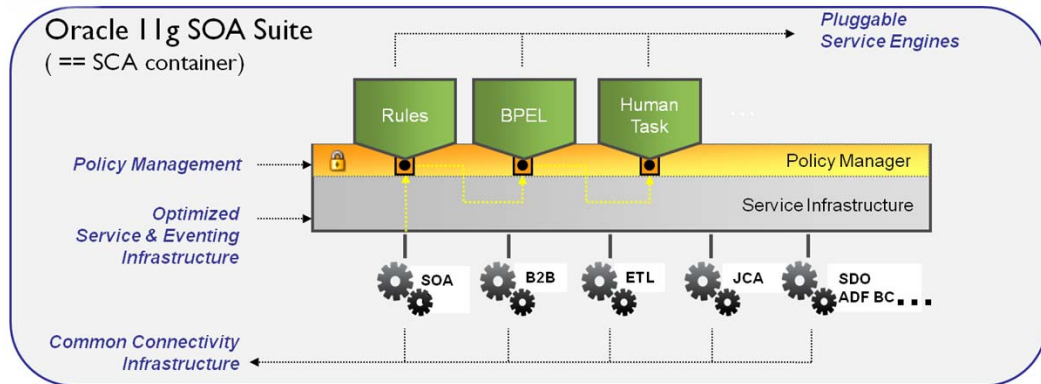 Oracle 11g SOA Suite
( == SCA container)
Pluggable
Service Engines
Rules
BPEL
Human
Task
...
Policy Management
Policy Manager
Optimized
Service & Eventing
Infrastructure
Service Infrastructure
SOA
B2B
ETL
JCA
SDO
ADF BC...
Common Connectivity
Infrastructure